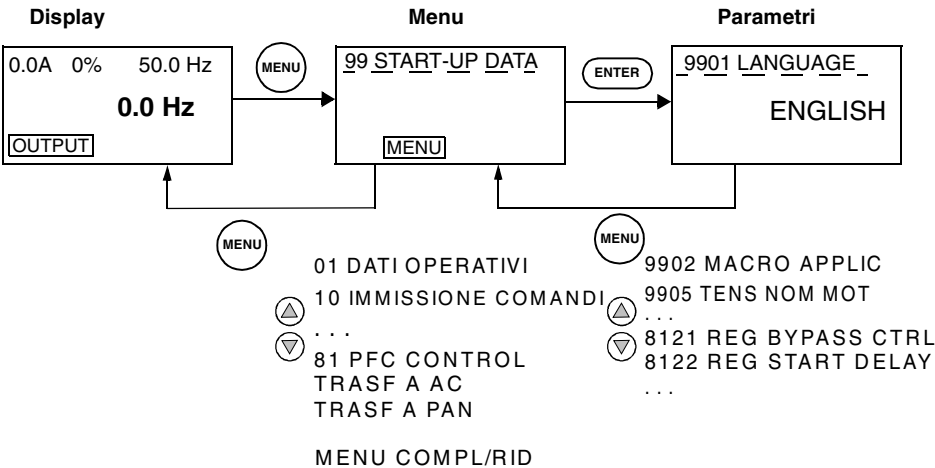 Display Menu Parametri
0.0A 0% 50.0 Hz
0.0 Hz
OUTPUT
MENU
99 START-UP DATA
MENU
ENTER
9901 LANGUAGE
ENGLISH
MENU
MENU
01 DATI OPERATIVI
10 IMMISSIONE COMANDI
. . .
81 PFC CONTROL
TRASF A AC
TRASF A PAN
MENU COMPL/RID
9902 MACRO APPLIC
9905 TENS NOM MOT
. . .
8121 REG BYPASS CTRL
8122 REG START DELAY
. . .